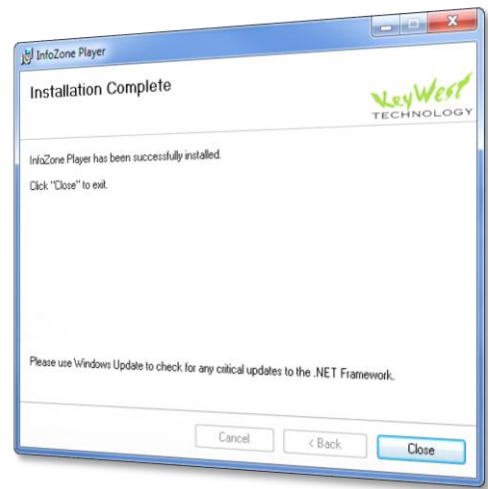 InfoZone Player
Installation Complete
KeyWest
TECHNOLOGY
InfoZone Player has been successfully installed.
Click "Close" to exit.
Please use Windows Update to check for any critical updates to the .NET Framework.
Cancel
< Back
Close